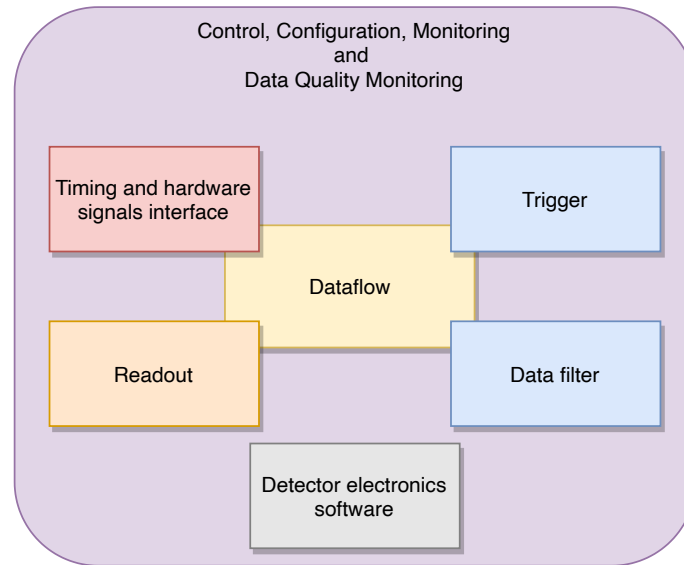 Control, Configuration, Monitoring
and
Data Quality Monitoring
Timing and hardware
signals interface
Trigger
Dataflow
Readout
Data filter
Detector electronics
software